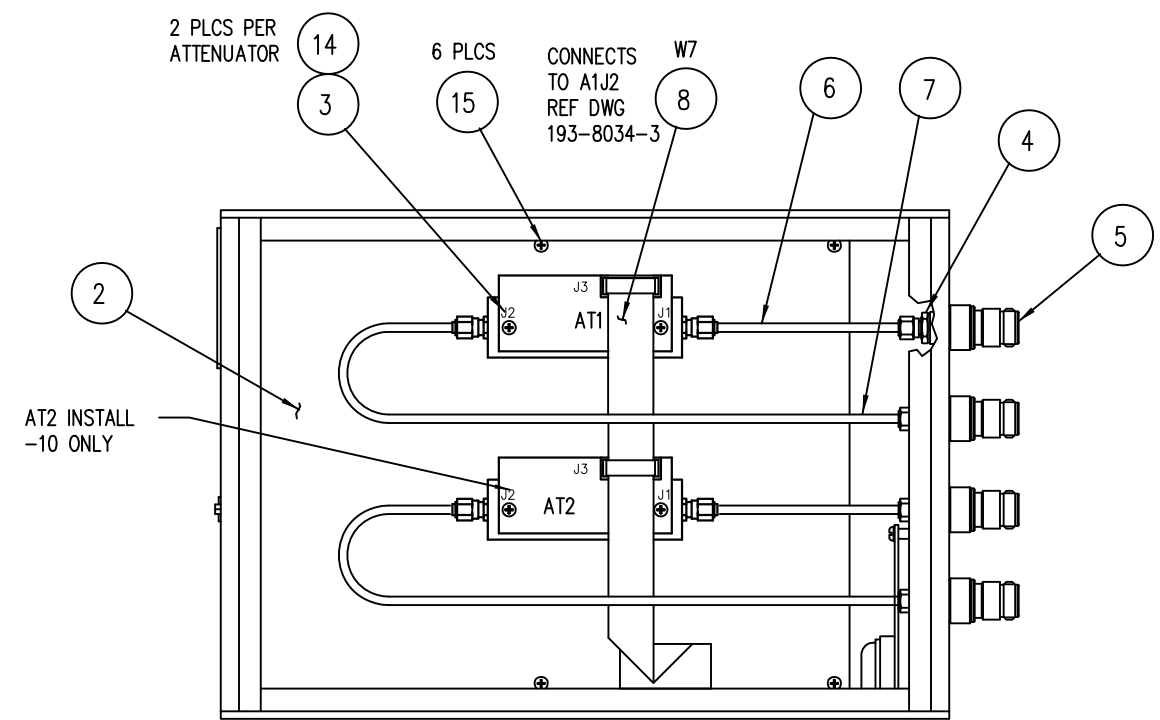 2 PLCS PER
ATTENUATOR
14
3
6 PLCS
15
CONNECTS
TO A1J2
REF DWG
193-8034-3
W7
8
6
7
4
5
2
J3
J2
AT1
J1
AT2 INSTALL
-10 ONLY
J3
J2
AT2
J1